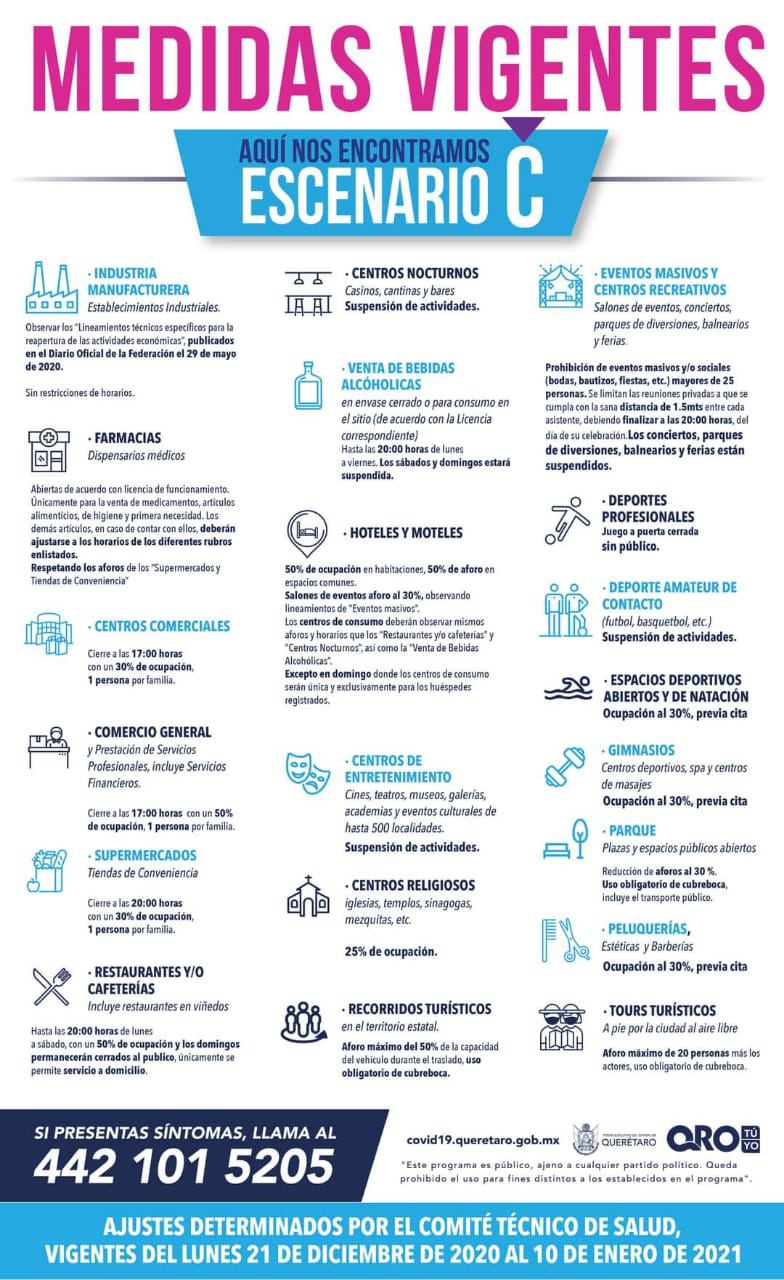 MEDIDAS VIGENTES
AQUÍ NOS ENCONTRAMOS
ESCENARIO C
· INDUSTRIA
MANUFACTURERA
Establecimientos Industriales.
Observar los "Lineamientos técnicos específicos para la
reapertura de las actividades económicas", publicados
en el Diario Oficial de la Federación el 29 de mayo
de 2020.
Sin restricciones de horarios.
· FARMACIAS
Dispensarios médicos
Abiertas de acuerdo con licencia de funcionamiento.
Únicamente para la venta de medicamentos, artículos
alimenticios, de higiene y primera necesidad. Los
demás artículos, en caso de contar con ellos, deberán
ajustarse a los horarios de los diferentes rubros
enlistados.
Respetando los aforos de los "Supermercados y
Tiendas de Conveniencia"
· CENTROS COMERCIALES
Cierre a las 17:00 horas
con un 30% de ocupación,
1 persona por familia.
· COMERCIO GENERAL
y Prestación de Servicios
Profesionales, incluye Servicios
Financieros.
Cierre a las 17:00 horas con un 50%
de ocupación, 1 persona por familia.
· SUPERMERCADOS
Tiendas de Conveniencia
Cierre a las 20:00 horas
con un 30% de ocupación,
1 persona por familia.
· RESTAURANTES Y/O
CAFETERÍAS
Incluye restaurantes en viñedos
Hasta las 20:00 horas de lunes
a sábado, con un 50% de ocupación y los domingos
permanecerán cerrados al publico, únicamente se
permite servicio a domicilio.
· CENTROS NOCTURNOS
Casinos, cantinas y bares
Suspensión de actividades.
· VENTA DE BEBIDAS
ALCÓHOLICAS
en envase cerrado o para consumo en
el sitio (de acuerdo con la Licencia
correspondiente)
Hasta las 20:00 horas de lunes
a viernes. Los sábados y domingos estará
suspendida.
· HOTELES Y MOTELES
50% de ocupación en habitaciones, 50% de aforo en
espacios comunes.
Salones de eventos aforo al 30%, observando
lineamientos de "Eventos masivos".
Los centros de consumo deberán observar mismos
aforos y horarios que los "Restaurantes y/o cafeterías" y
"Centros Nocturnos", así como la "Venta de Bebidas
Alcohólicas".
Excepto en domingo donde los centros de consumo
serán única y exclusivamente para los huéspedes
registrados.
· CENTROS DE
ENTRETENIMIENTO
Cines, teatros, museos, galerías,
academias y eventos culturales de
hasta 500 localidades.
Suspensión de actividades.
· CENTROS RELIGIOSOS
iglesias, templos, sinagogas,
mezquitas, etc.
25% de ocupación.
· RECORRIDOS TURÍSTICOS
en el territorio estatal.
Aforo máximo del 50% de la capacidad
del vehículo durante el traslado, uso
obligatorio de cubreboca.
· EVENTOS MASIVOS Y
CENTROS RECREATIVOS
Salones de eventos, conciertos,
parques de diversiones, balnearios
y ferias.
Prohibición de eventos masivos y/o sociales
(bodas, bautizos, fiestas, etc.) mayores de 25
personas. Se limitan las reuniones privadas a que se
cumpla con la sana distancia de 1.5mts entre cada
asistente, debiendo finalizar a las 20:00 horas, del
día de su celebración. Los conciertos, parques
de diversiones, balnearios y ferias están
suspendidos.
· DEPORTES
PROFESIONALES
Juego a puerta cerrada
sin público.
· DEPORTE AMATEUR DE
CONTACTO
(futbol, basquetbol, etc.)
Suspensión de actividades.
· ESPACIOS DEPORTIVOS
ABIERTOS Y DE NATACIÓN
Ocupación al 30%, previa cita
· GIMNASIOS
Centros deportivos, spa y centros
de masajes
Ocupación al 30%, previa cita
· PARQUE
Plazas y espacios públicos abiertos
Reducción de aforos al 30 %.
Uso obligatorio de cubreboca,
incluye el transporte público.
· PELUQUERÍAS,
Estéticas y Barberías
Ocupación al 30%, previa cita
· TOURS TURÍSTICOS
A pie por la ciudad al aire libre
Aforo máximo de 20 personas más los
actores, uso obligatorio de cubreboca.
SI PRESENTAS SÍNTOMAS, LLAMA AL
442 101 5205
covid19.queretaro.gob.mx
QUERÉTARO
QRO
TÚ
YO
"Este programa es público, ajeno a cualquier partido político. Queda
prohibido el uso para fines distintos a los establecidos en el programa".
AJUSTES DETERMINADOS POR EL COMITÉ TÉCNICO DE SALUD,
VIGENTES DEL LUNES 21 DE DICIEMBRE DE 2020 AL 10 DE ENERO DE 2021